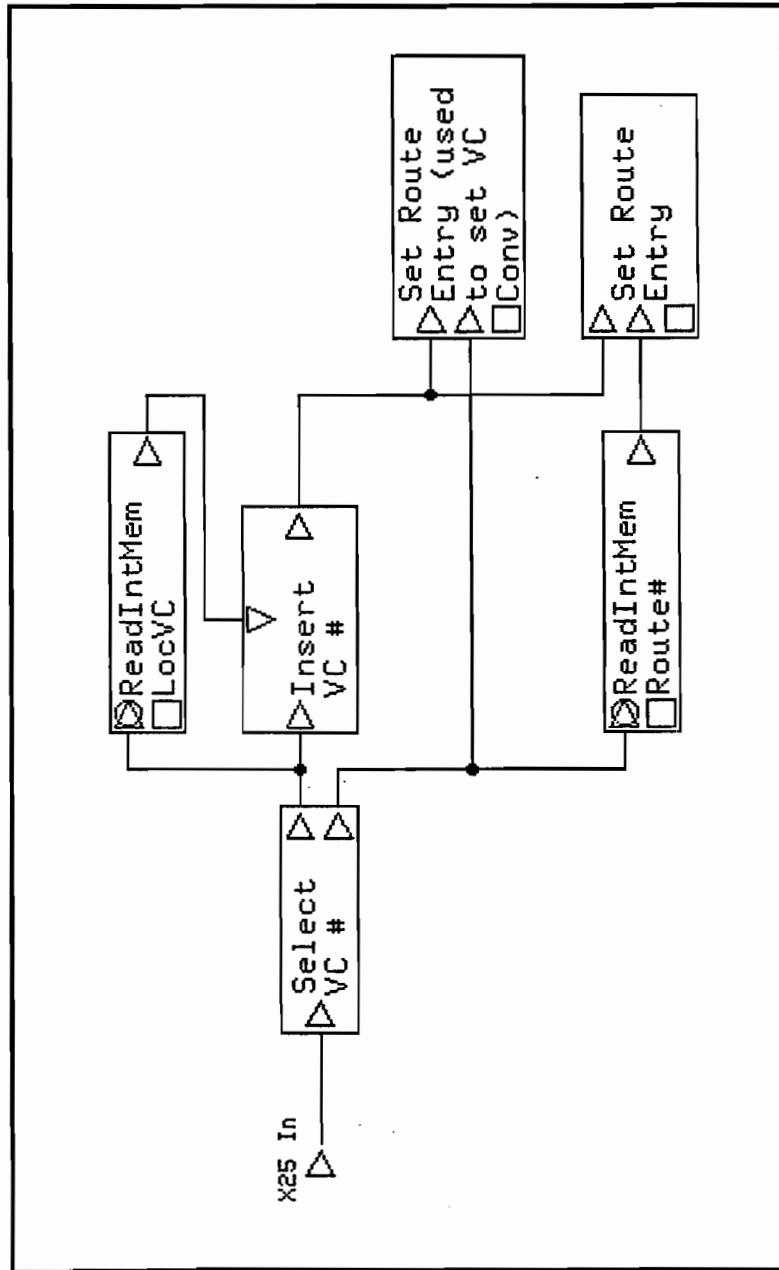 X25 In
Select
VC #
ReadIntMem
LocVC
Insert
VC #
Set Route
Entry (used
to set VC
Conv)
ReadIntMem
Route#
Set Route
Entry